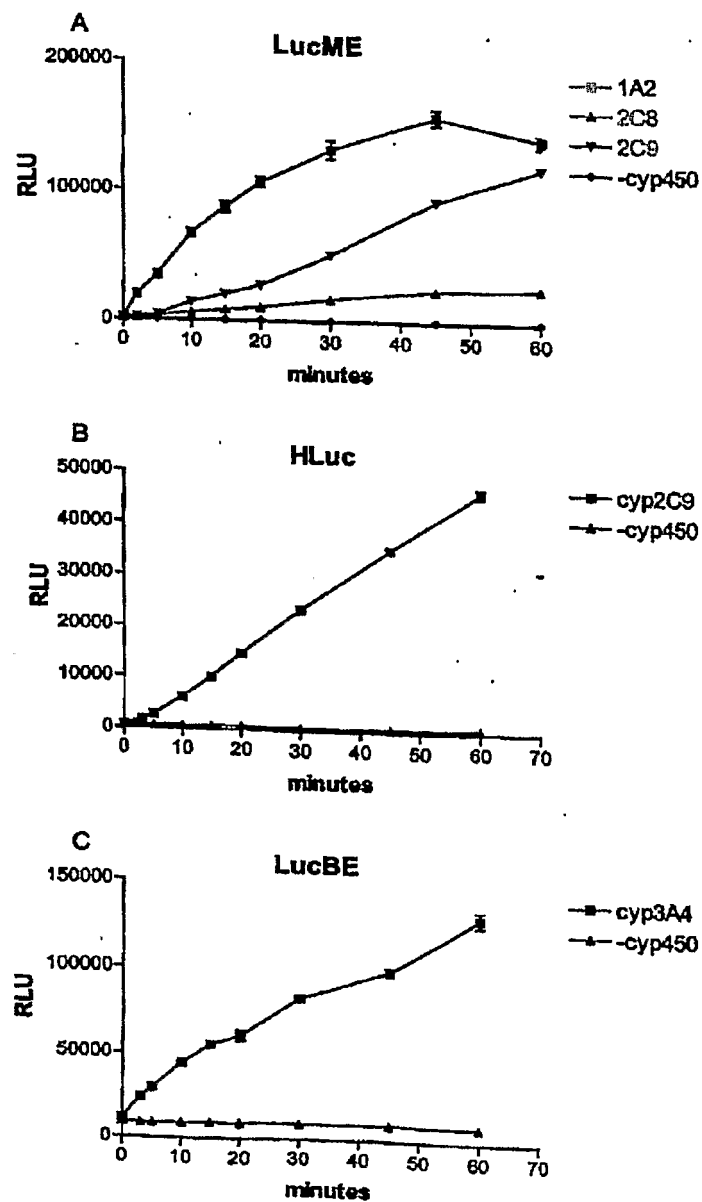 A
LucME
200000
100000
0
RLU
0 10 20 30 40 50 60
minutes
1A2
2C8
2C9
-cyp450
B
HLuc
50000
40000
30000
20000
10000
0
RLU
0 10 20 30 40 50 60 70
minutes
cyp2C9
-cyp450
C
LucBE
150000
100000
50000
0
RLU
0 10 20 30 40 50 60 70
minutes
cyp3A4
-cyp450